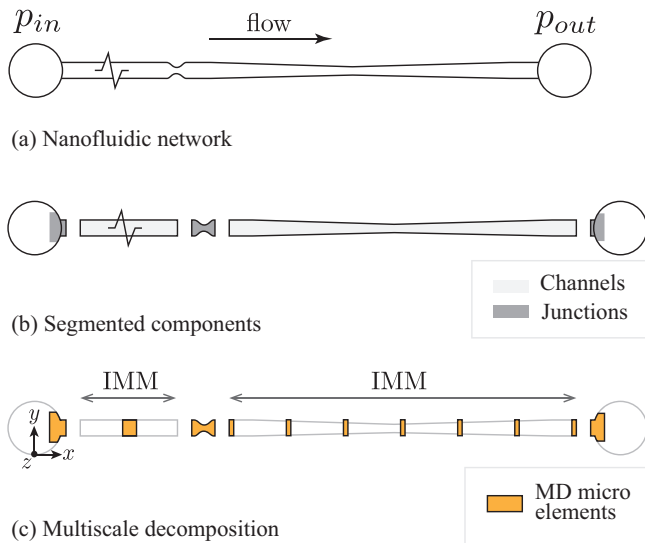 p_in
flow
p_out
(a) Nanofluidic network
Channels
Junctions
(b) Segmented components
IMM
IMM
y
z
x
MD micro
elements
(c) Multiscale decomposition